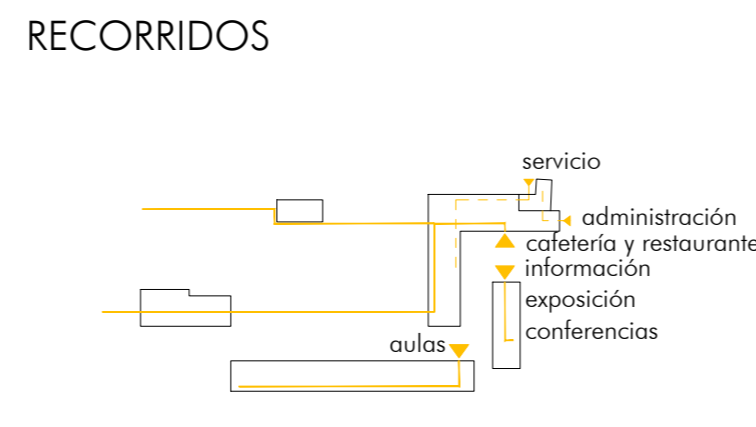 RECORRIDOS
servicio
administración
cafetería y restaurante
información
exposición
conferencias
aulas